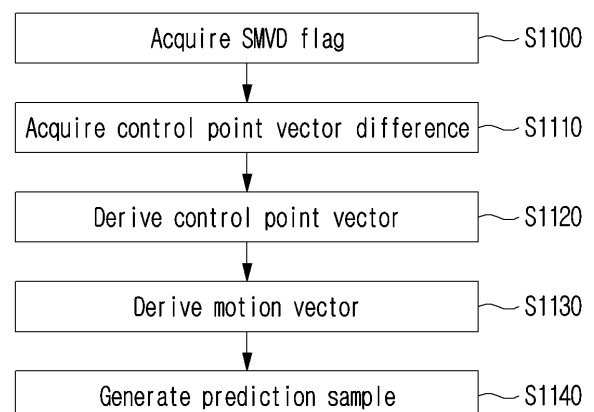 Acquire SMVD flag S1100
Acquire control point vector difference S1110
Derive control point vector S1120
Derive motion vector S1130
Generate prediction sample S1140